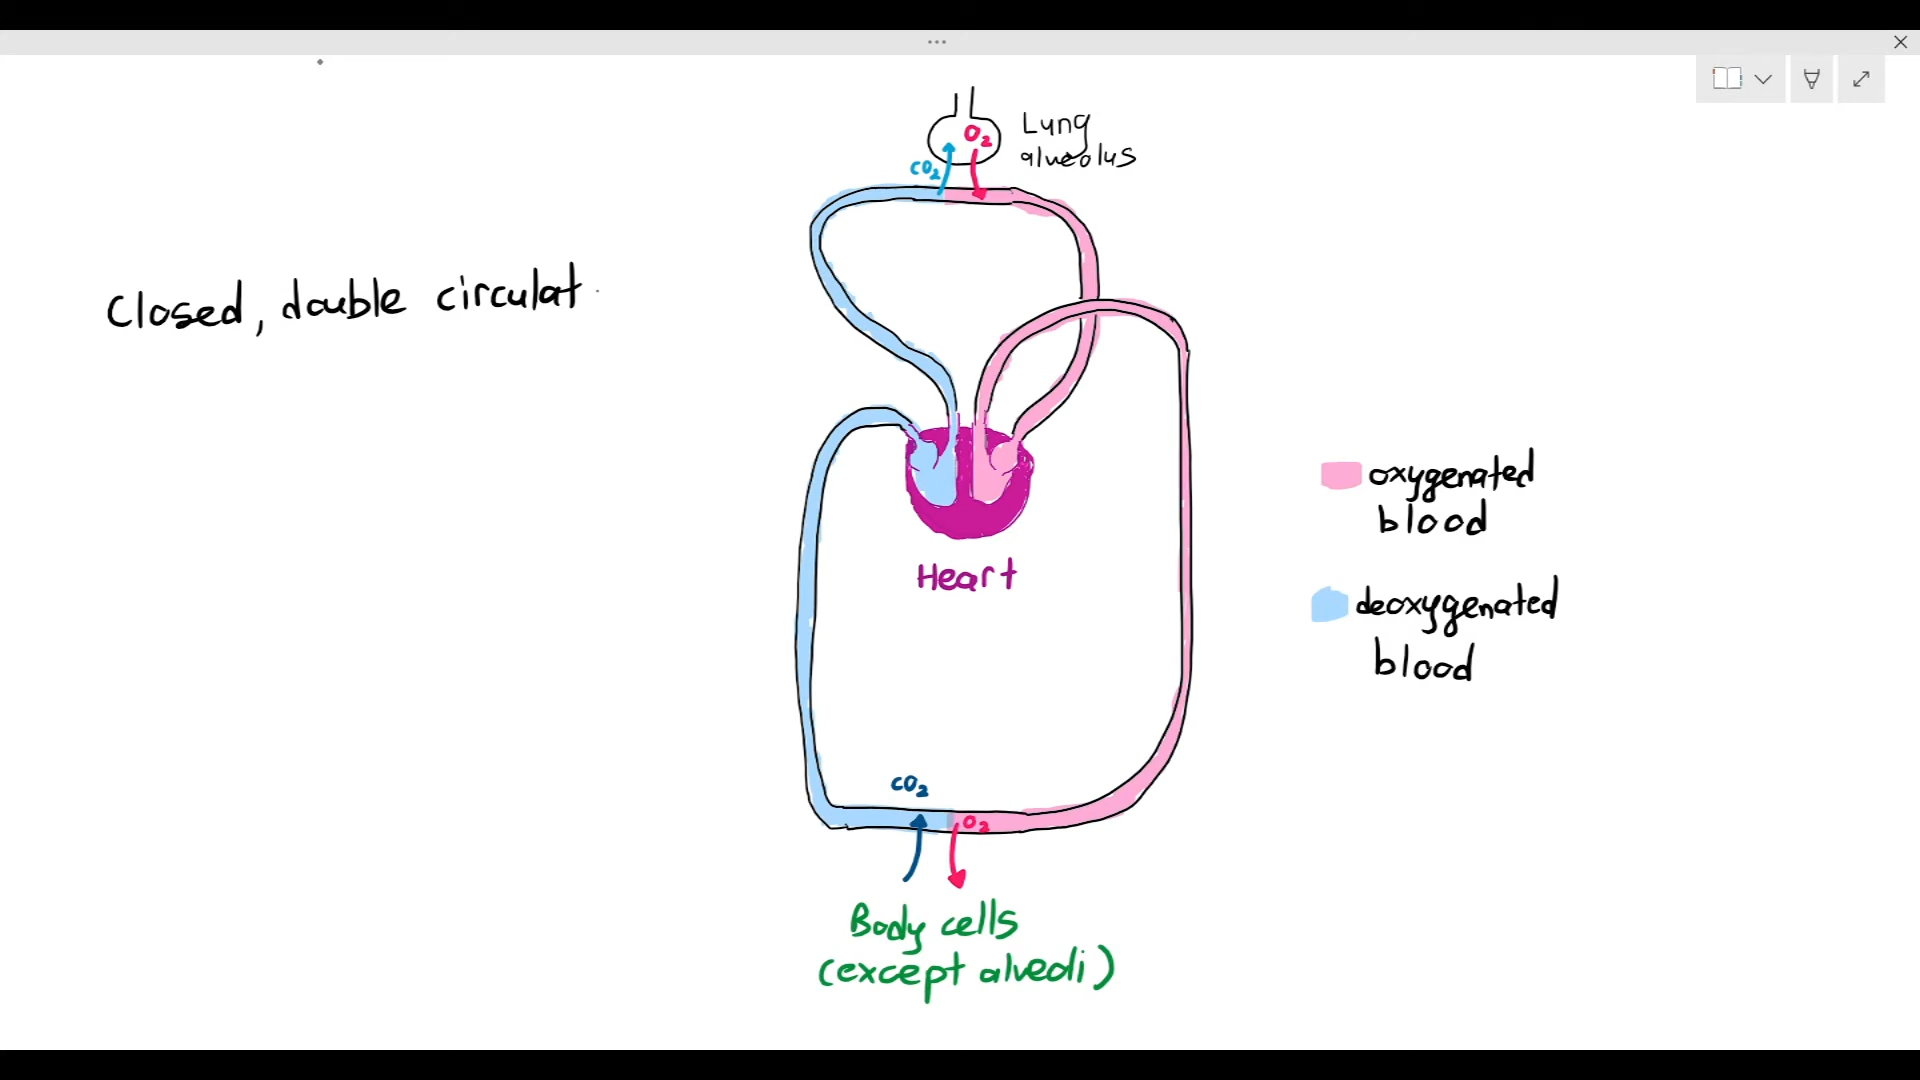 Lung
alveolus
O₂
CO₂
Closed, double circulat
Heart
oxygenated
blood
deoxygenated
blood
CO₂
O₂
Body cells
(except alveoli)